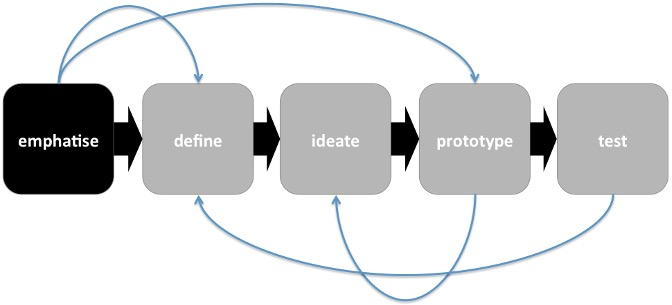 emphatise
define
ideate
prototype
test